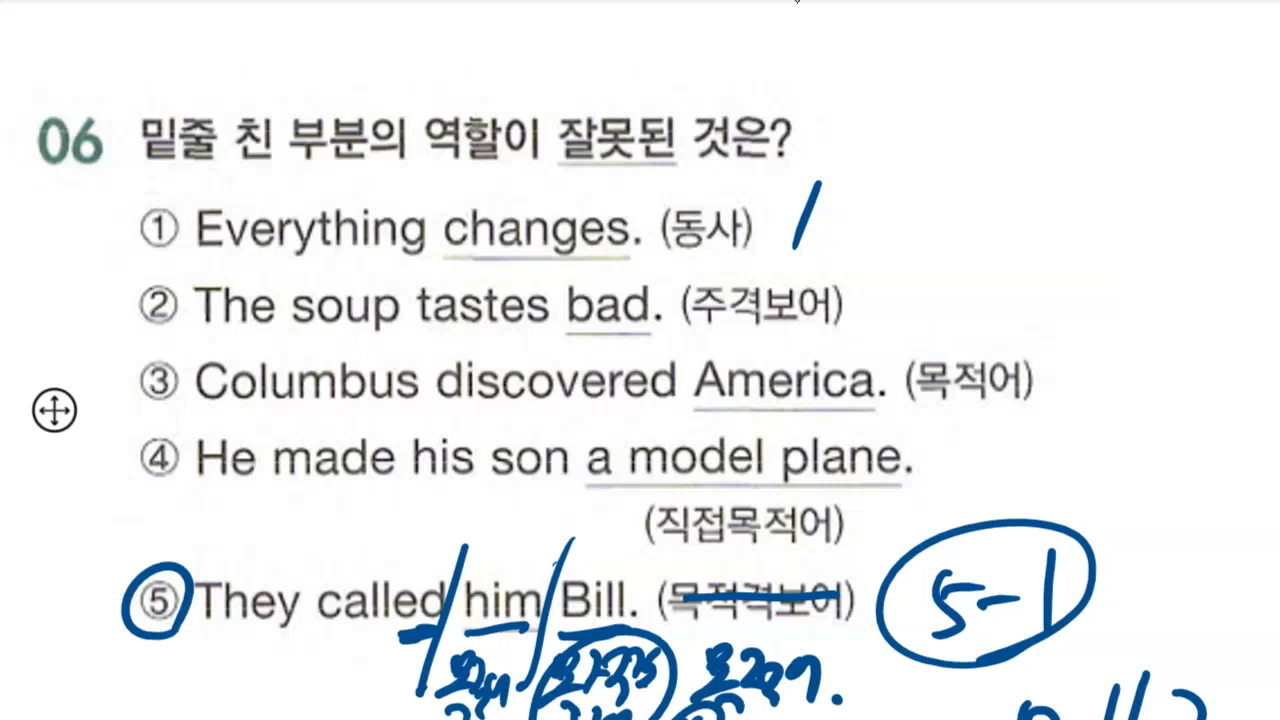 06 밑줄 친 부분의 역할이 잘못된 것은?
① Everything changes. (동사)
② The soup tastes bad. (주격보어)
③ Columbus discovered America. (목적어)
④ He made his son a model plane.
(직접목적어)
⑤ They called him Bill. (목적격보어)
5-1